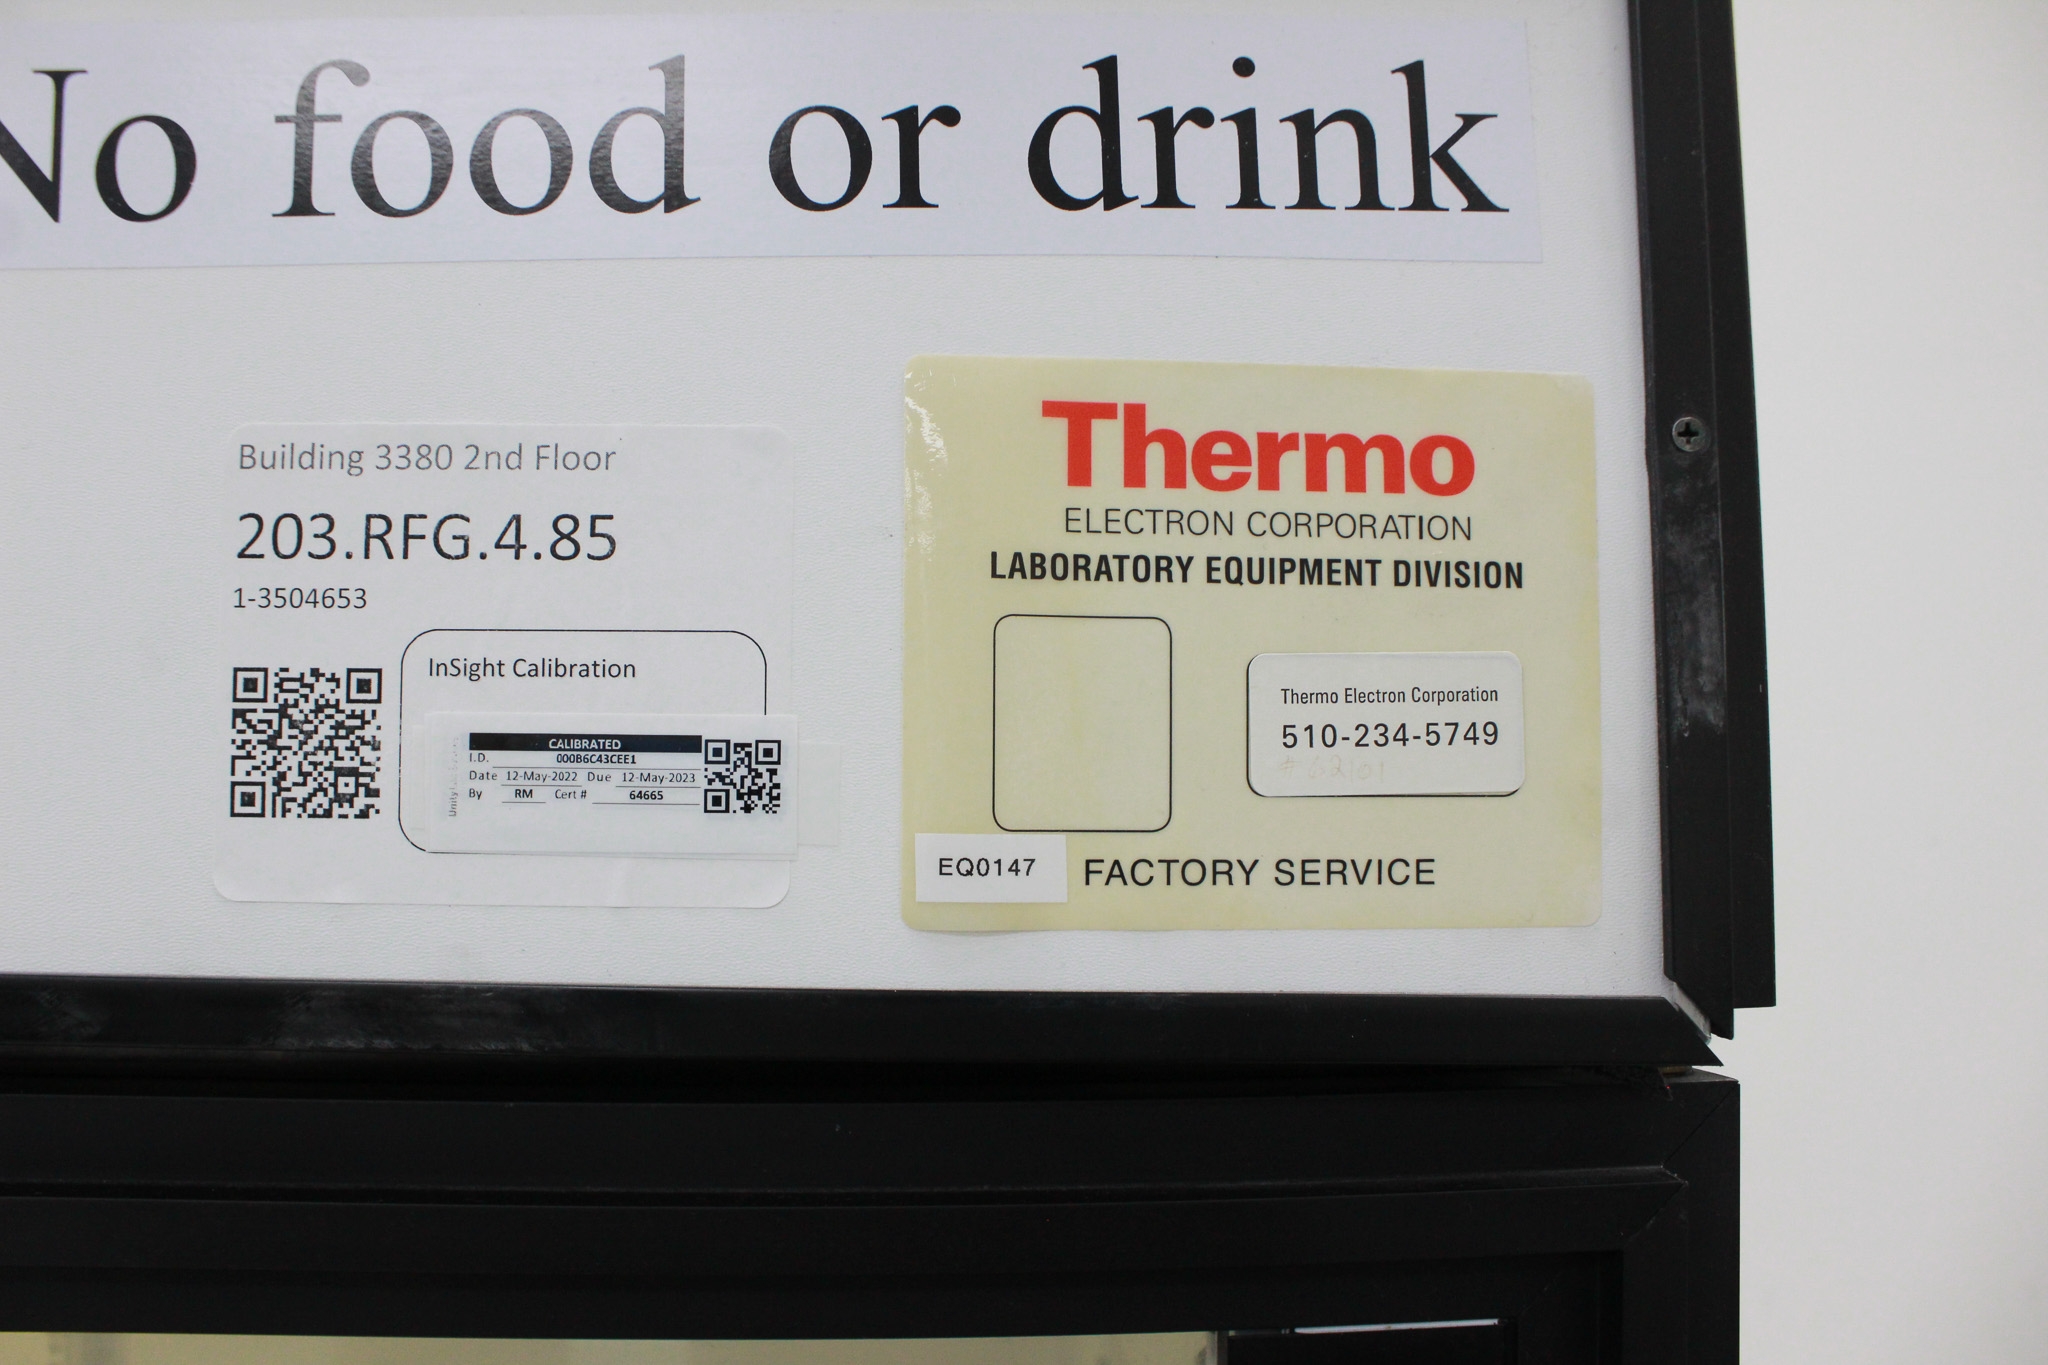 No food or drink
Building 3380 2nd Floor
203.RFG.4.85
1-3504653
InSight Calibration
CALIBRATED
I.D. 000B6C43CEE1
Date 12-May-2022 Due 12-May-2023
By RM Cert # 64665
Thermo
ELECTRON CORPORATION
LABORATORY EQUIPMENT DIVISION
Thermo Electron Corporation
510-234-5749
EQ0147
FACTORY SERVICE